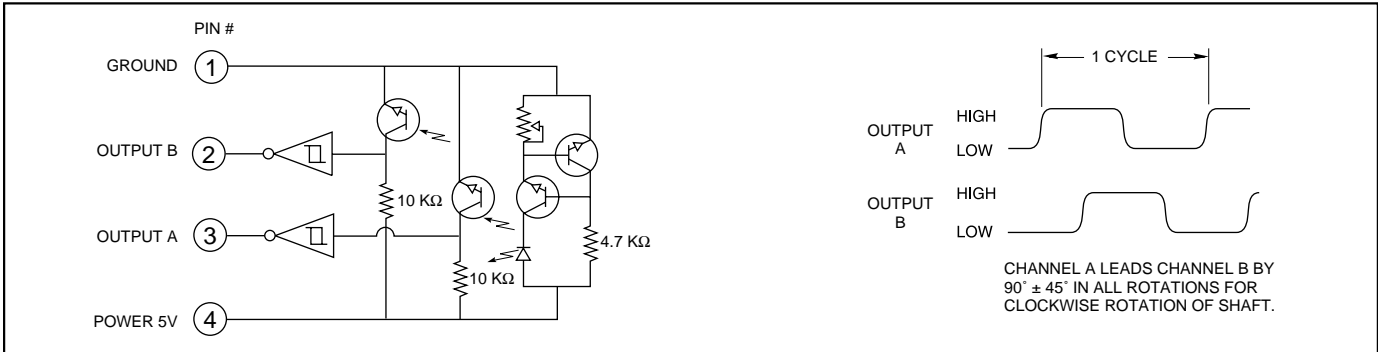 PIN #
GROUND 1
OUTPUT B 2
OUTPUT A 3
POWER 5V 4
10 KΩ
10 KΩ
4.7 KΩ
1 CYCLE
OUTPUT
A
HIGH
LOW
OUTPUT
B
HIGH
LOW
CHANNEL A LEADS CHANNEL B BY
90˚ ± 45˚ IN ALL ROTATIONS FOR
CLOCKWISE ROTATION OF SHAFT.